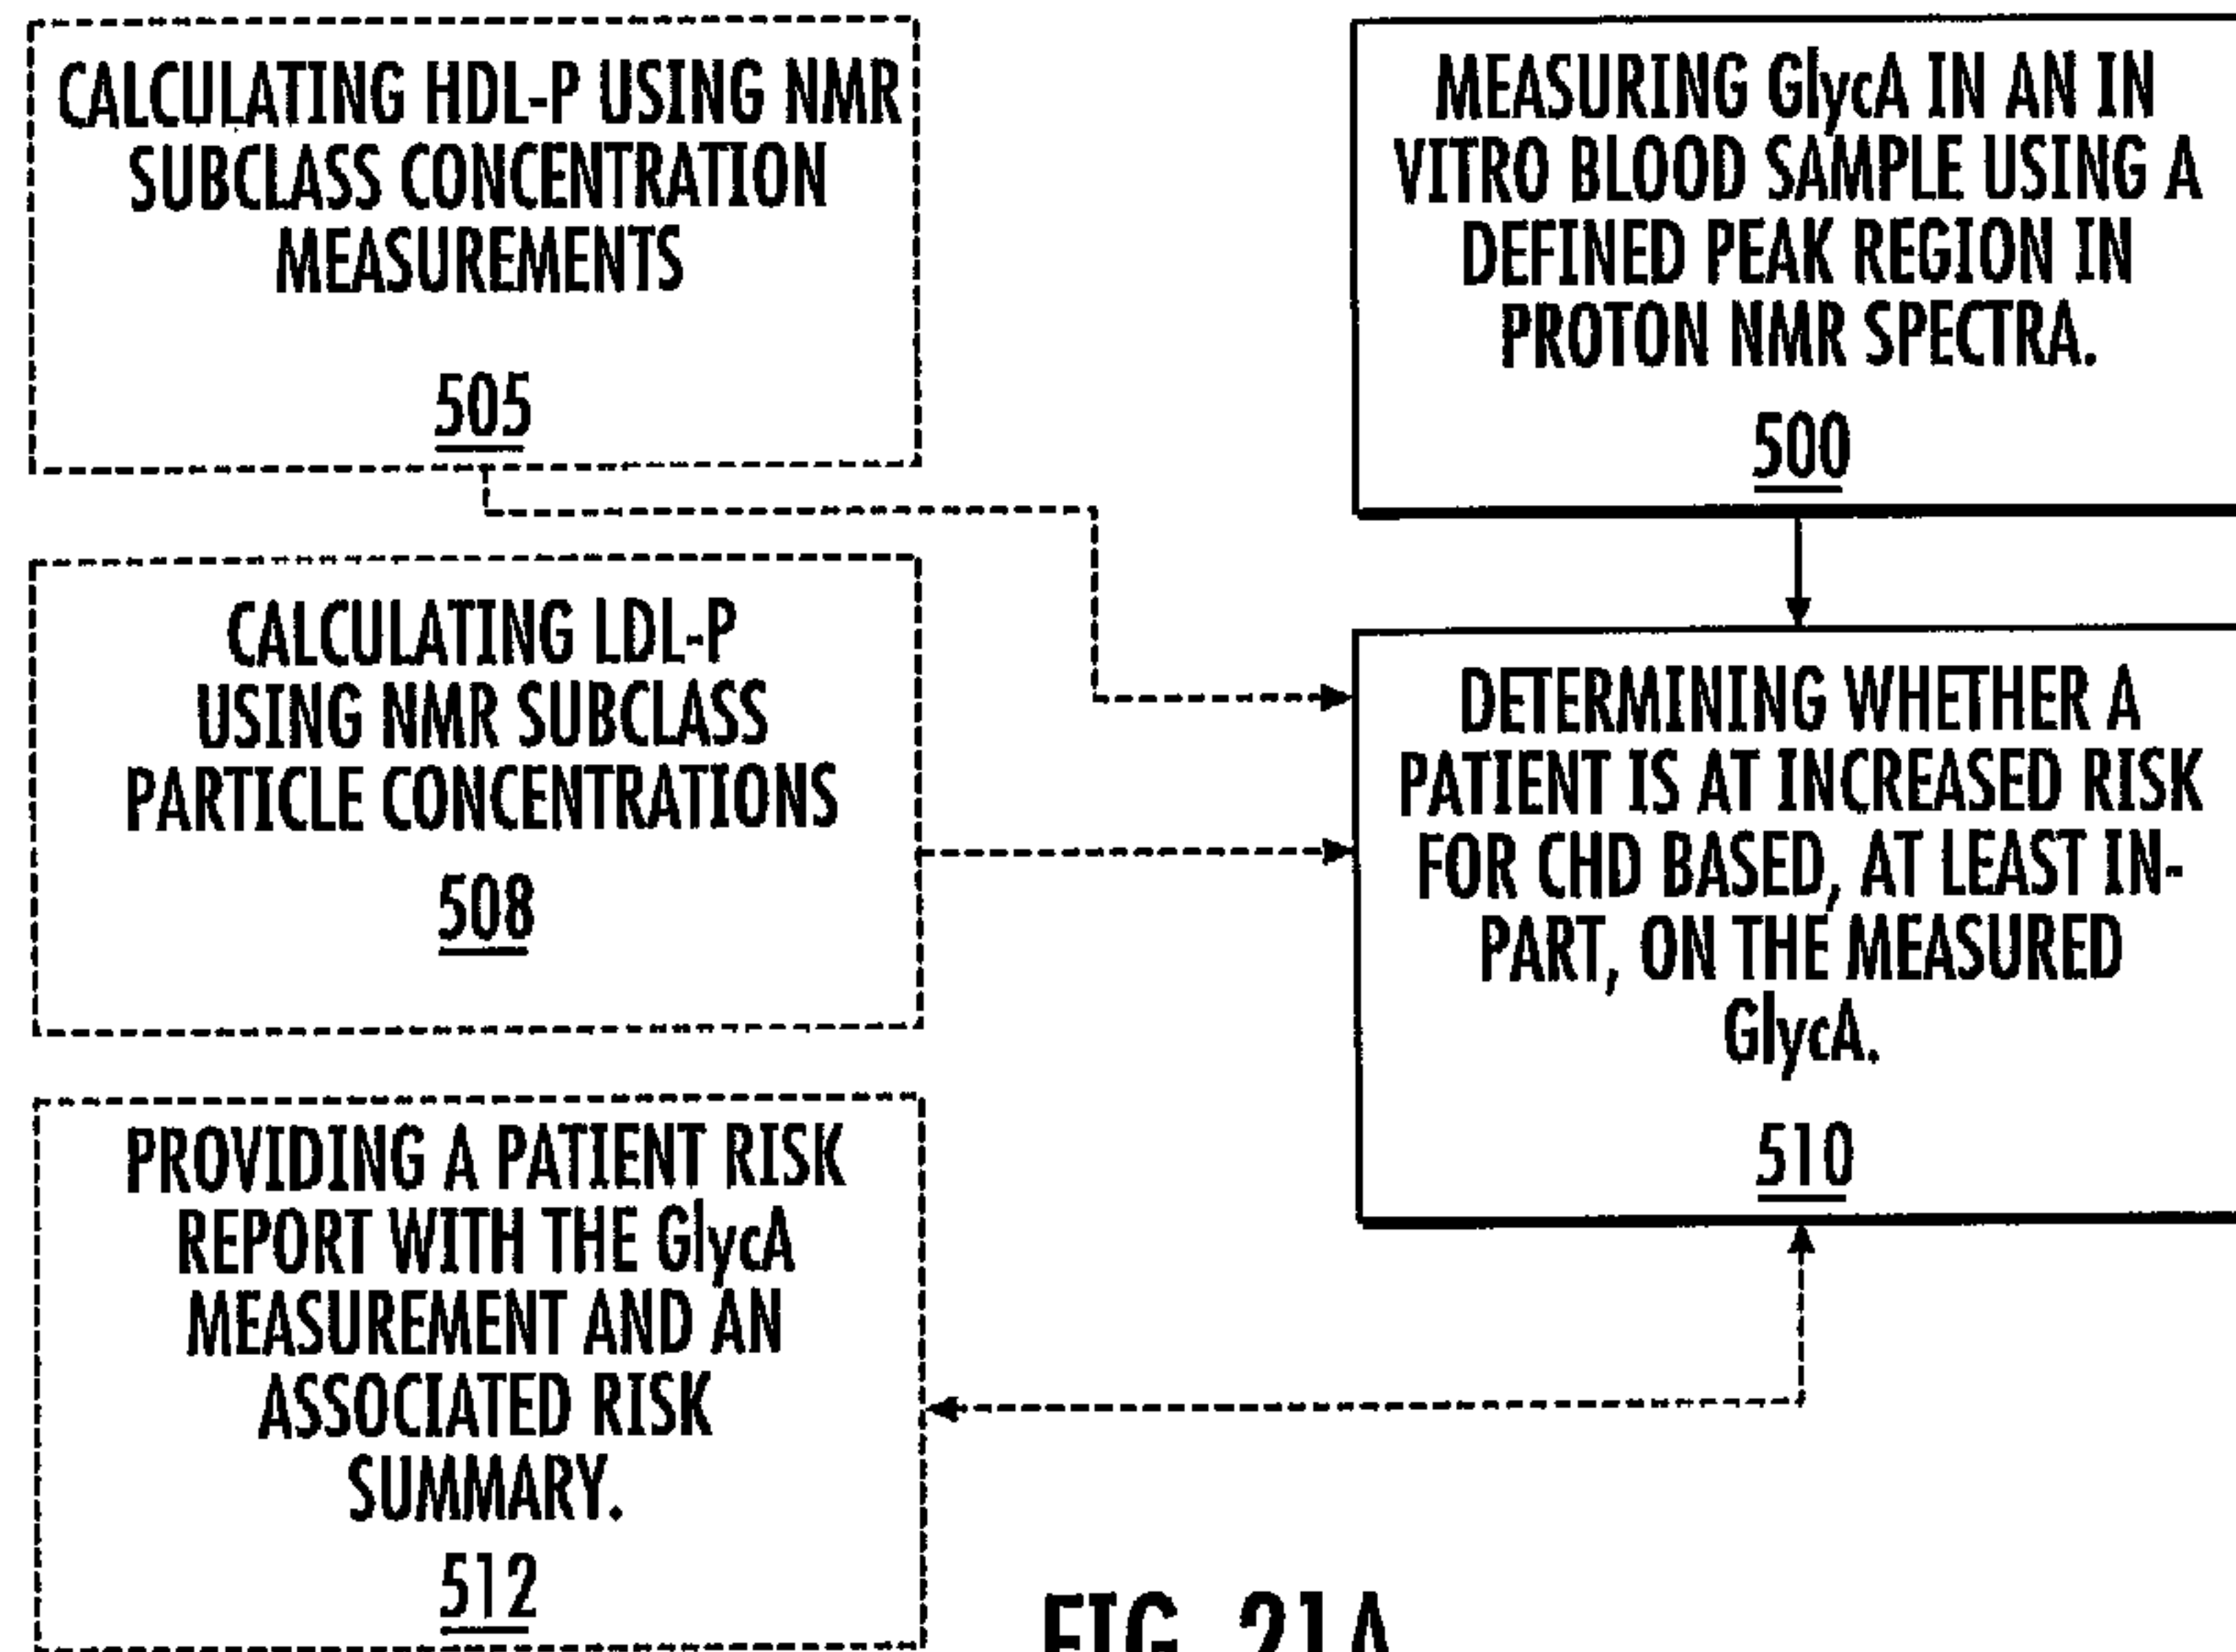 CALCULATING HDL-P USING NMR
SUBCLASS CONCENTRATION
MEASUREMENTS
505
MEASURING GlycA IN AN IN
VITRO BLOOD SAMPLE USING A
DEFINED PEAK REGION IN
PROTON NMR SPECTRA.
500
CALCULATING LDL-P
USING NMR SUBCLASS
PARTICLE CONCENTRATIONS
508
DETERMINING WHETHER A
PATIENT IS AT INCREASED RISK
FOR CHD BASED, AT LEAST IN-
PART, ON THE MEASURED
GlycA.
510
PROVIDING A PATIENT RISK
REPORT WITH THE GlycA
MEASUREMENT AND AN
ASSOCIATED RISK
SUMMARY.
512
FIG. 21A